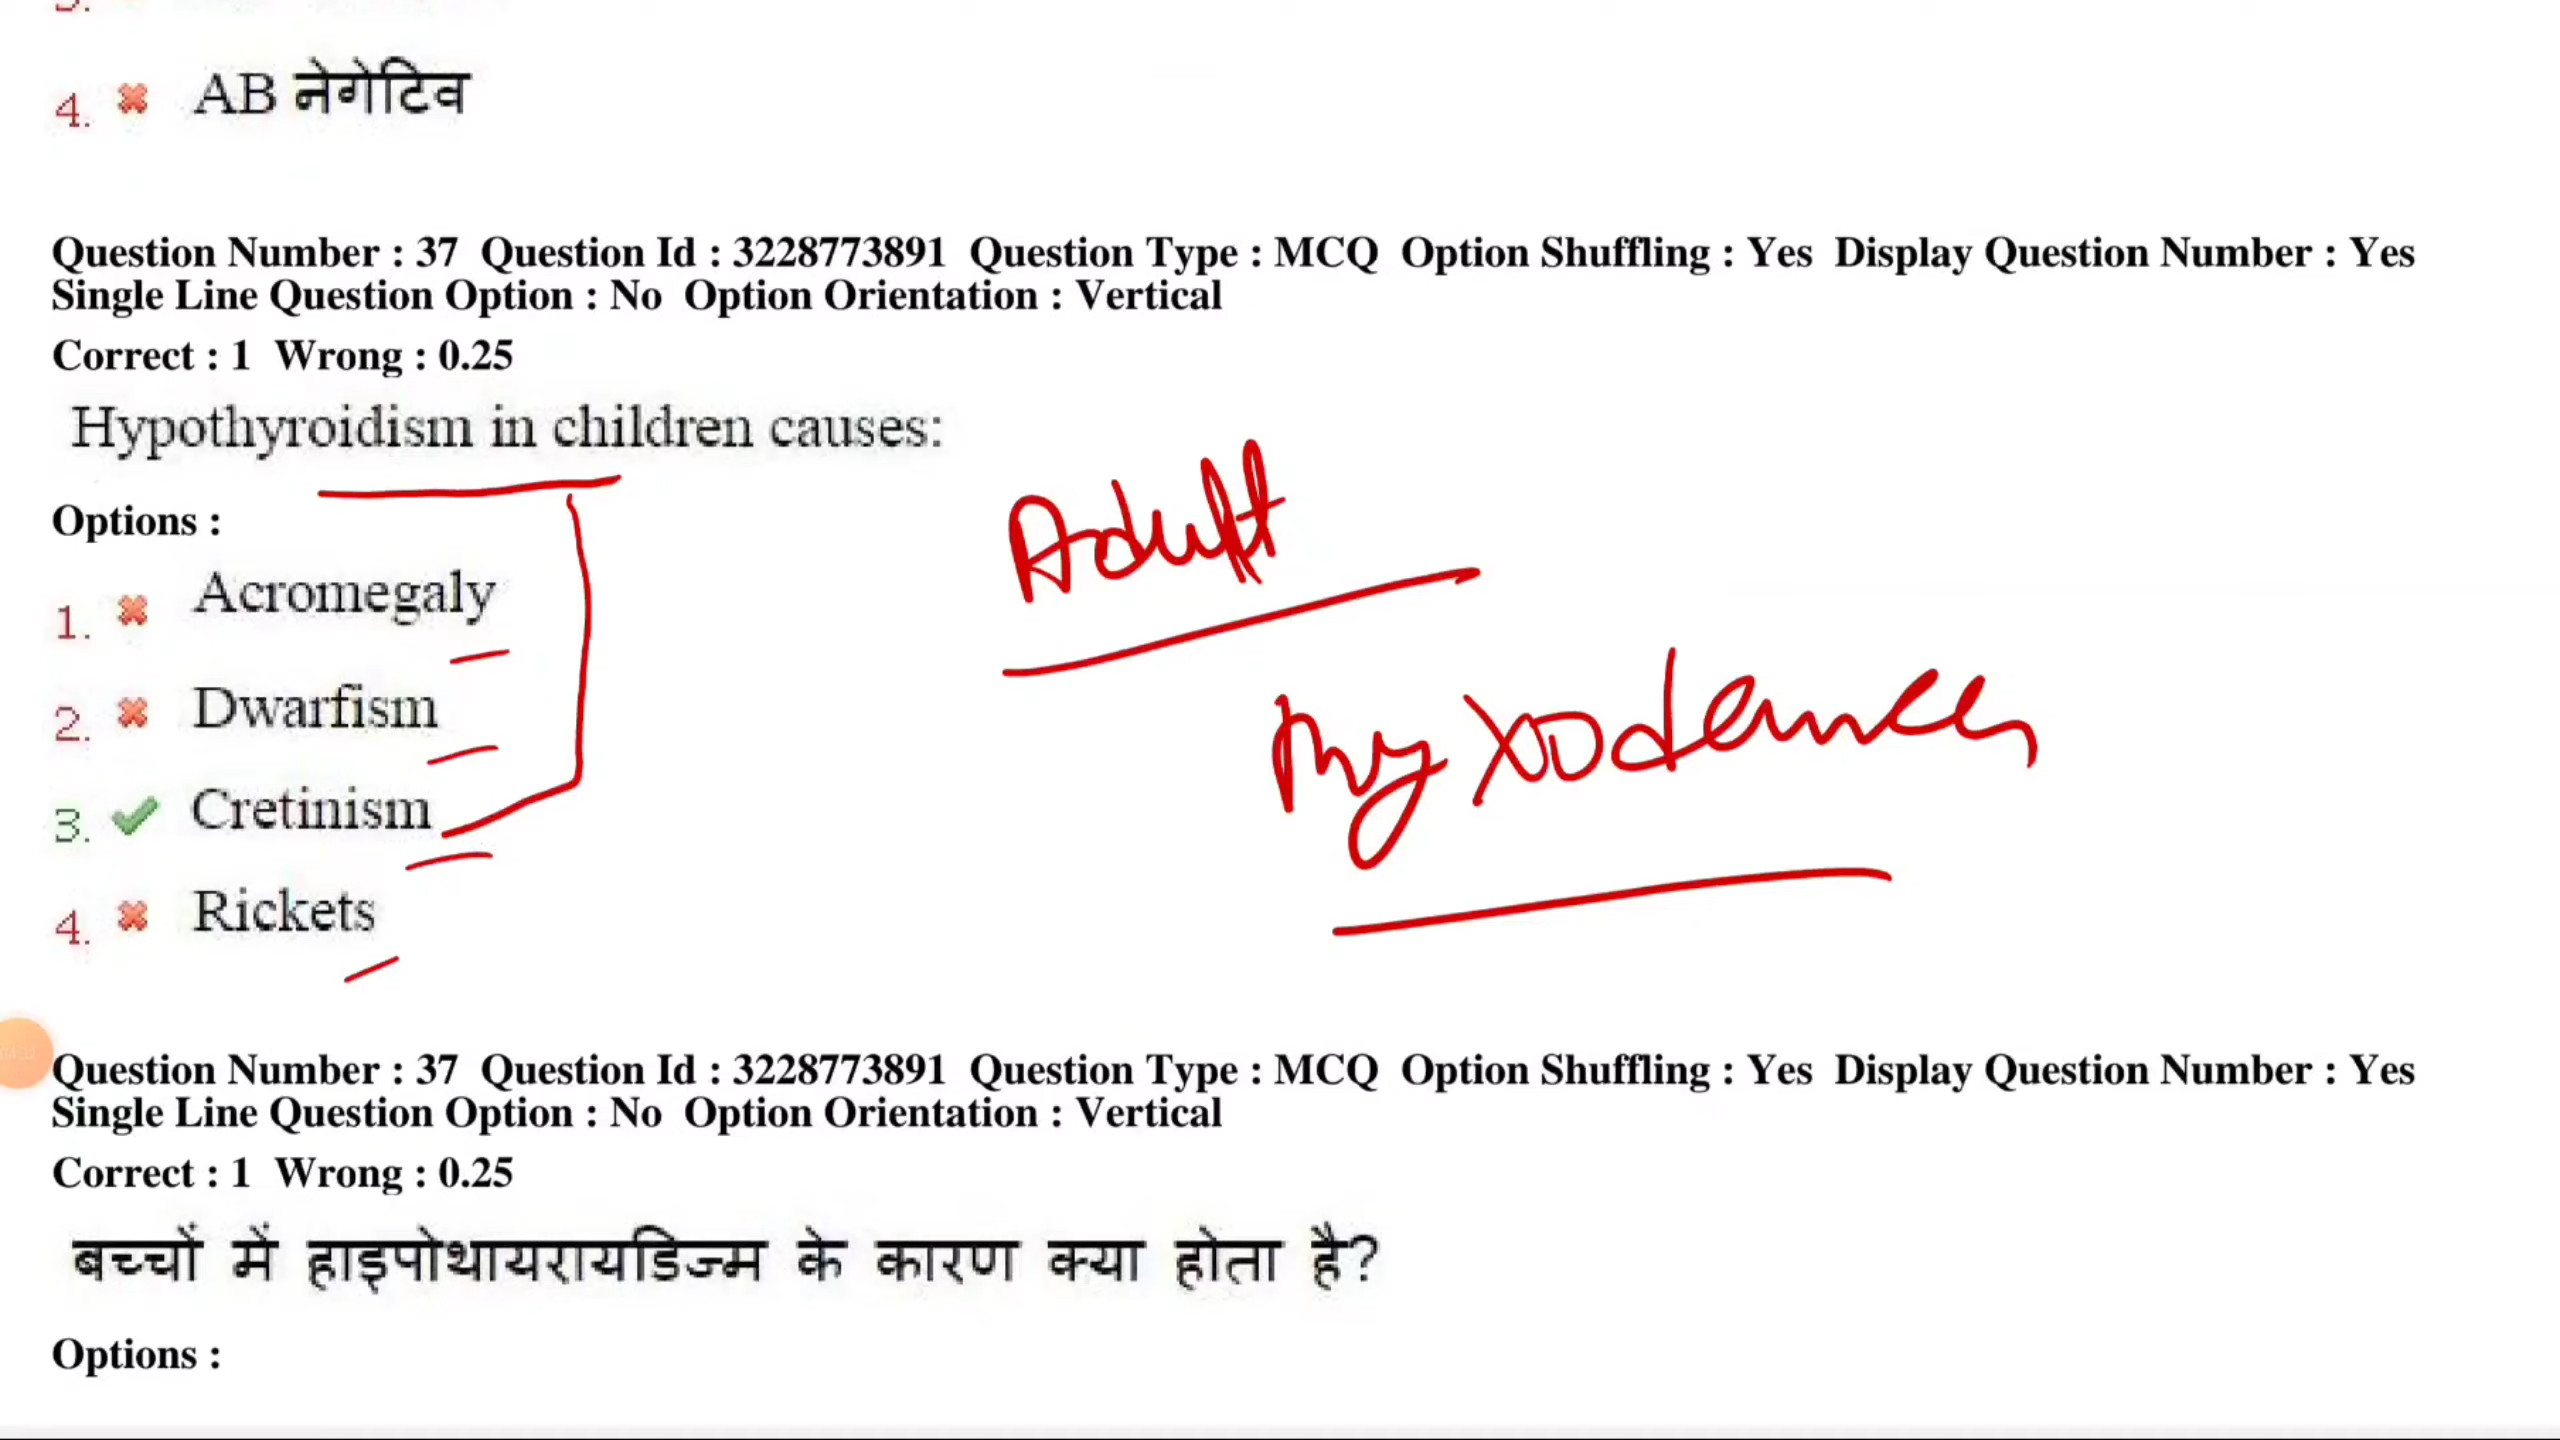 4. AB नेगेटिव
Question Number : 37 Question Id : 3228773891 Question Type : MCQ Option Shuffling : Yes Display Question Number : Yes
Single Line Question Option : No Option Orientation : Vertical
Correct : 1 Wrong : 0.25
Hypothyroidism in children causes:
Adult
Options :
1. Acromegaly
2. Dwarfism
3. Cretinism
4. Rickets
Question Number : 37 Question Id : 3228773891 Question Type : MCQ Option Shuffling : Yes Display Question Number : Yes
Single Line Question Option : No Option Orientation : Vertical
Correct : 1 Wrong : 0.25
बच्चों में हाइपोथायरायडिज्म के कारण क्या होता है?
Options :